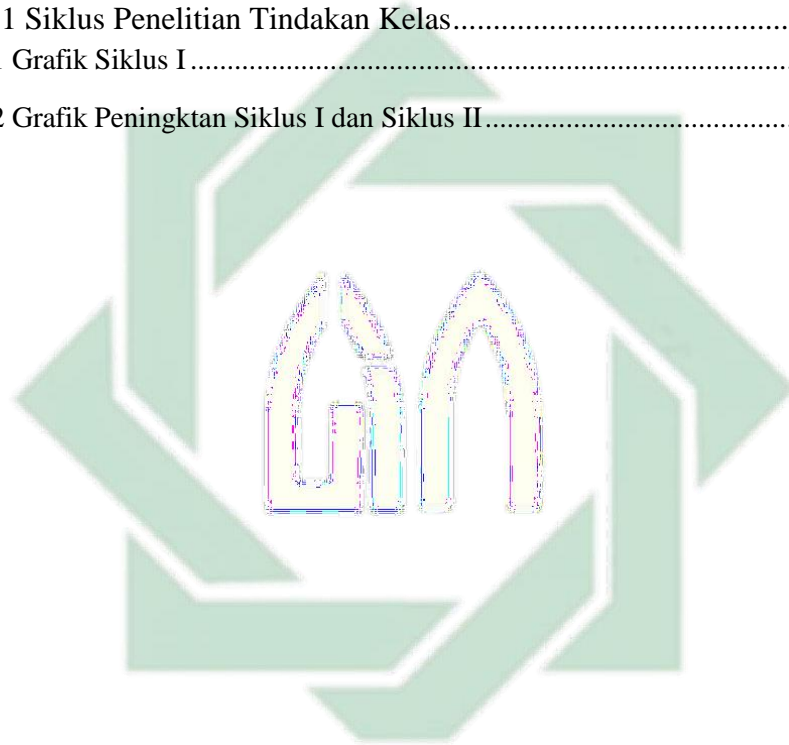 1 Siklus Penelitian Tindakan Kelas
Grafik Siklus I
2 Grafik Peningktan Siklus I dan Siklus II